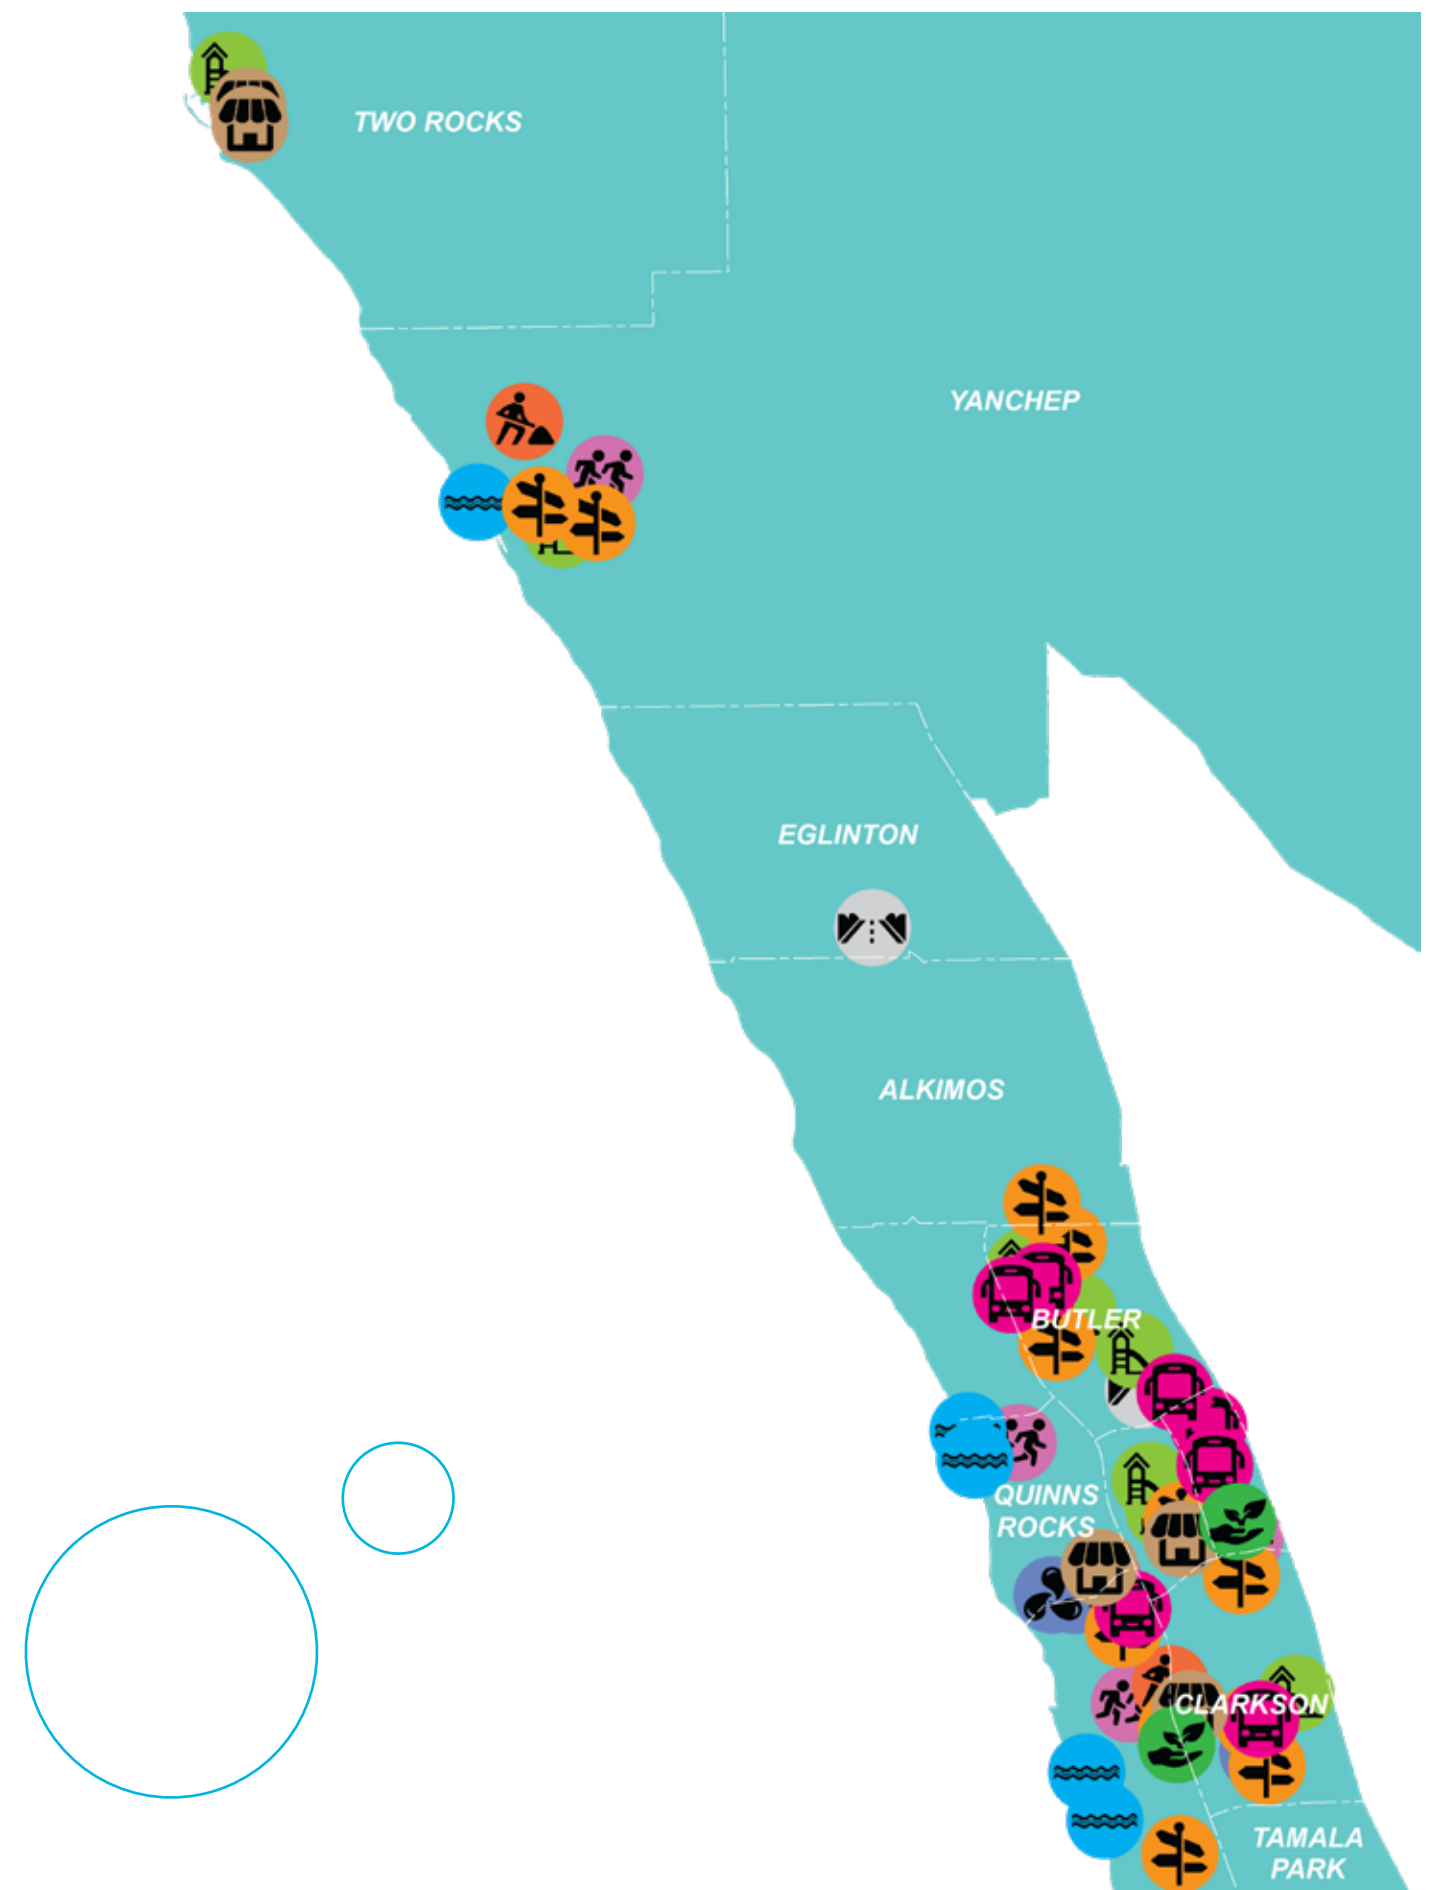 TWO ROCKS
YANCHEP
EGLINTON
ALKIMOS
BUTLER
QUINNS
ROCKS
CLARKSON
TAMALA
PARK